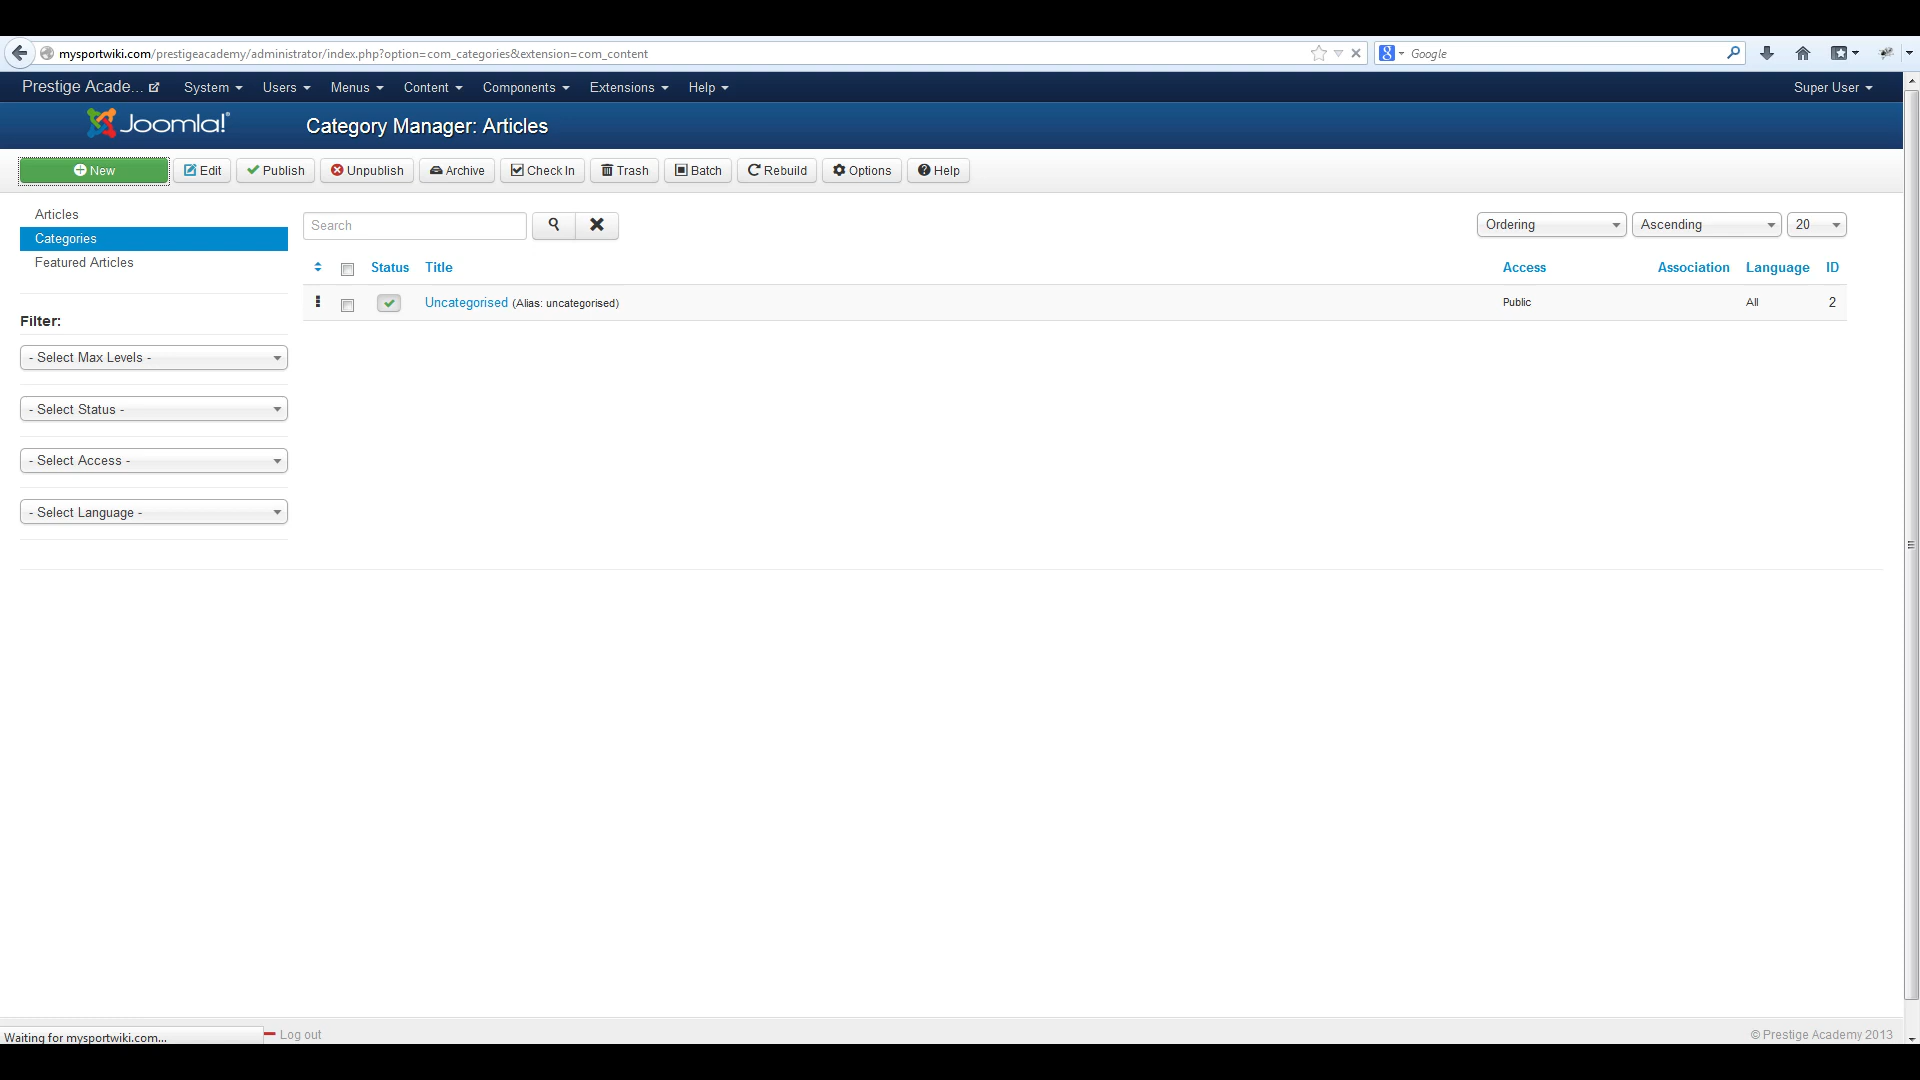 mysportwiki.com/prestigeacademy/administrator/index.php?option=com_categories&extension=com_content
Google
Prestige Acade... System Users Menus Content Components Extensions Help Super User
Joomla!® Category Manager: Articles
New Edit Publish Unpublish Archive Check In Trash Batch Rebuild Options Help
Articles
Categories
Featured Articles
Filter:
- Select Max Levels -
- Select Status -
- Select Access -
- Select Language -
Search Ordering Ascending 20
Status Title Access Association Language ID
Uncategorised (Alias: uncategorised) Public All 2
Waiting for mysportwiki.com... Log out © Prestige Academy 2013